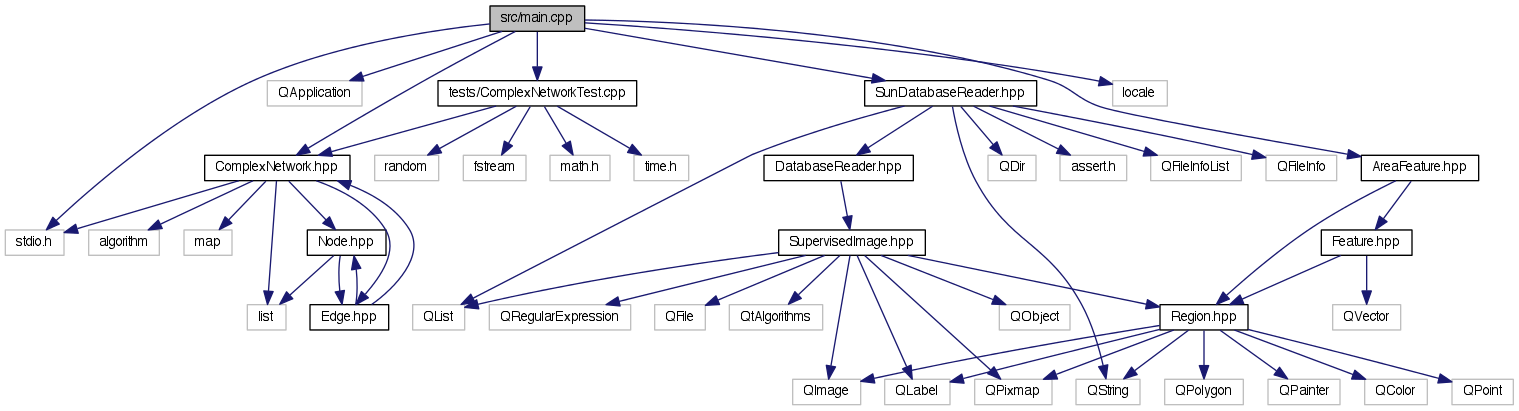 src/main.cpp
QApplication
tests/ComplexNetworkTest.cpp
SunDatabaseReader.hpp
locale
ComplexNetwork.hpp
random
fstream
math.h
time.h
DatabaseReader.hpp
QDir
assert.h
QFileInfoList
QFileInfo
AreaFeature.hpp
stdio.h
algorithm
map
Node.hpp
SupervisedImage.hpp
Feature.hpp
list
Edge.hpp
QList
QRegularExpression
QFile
QtAlgorithms
QObject
Region.hpp
QVector
QImage
QLabel
QPixmap
QString
QPolygon
QPainter
QColor
QPoint